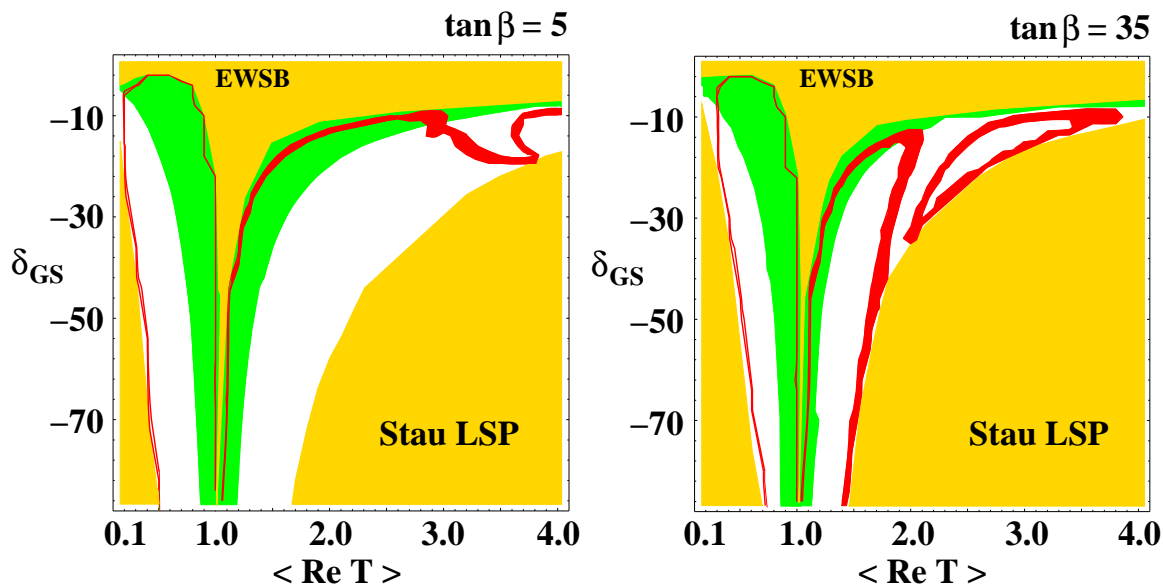 tan β = 5
EWSB
−10
−30
δGS
−50
−70
Stau LSP
0.1 1.0 2.0 3.0 4.0
< Re T >
tan β = 35
EWSB
−10
−30
δGS
−50
−70
Stau LSP
0.1 1.0 2.0 3.0 4.0
< Re T >